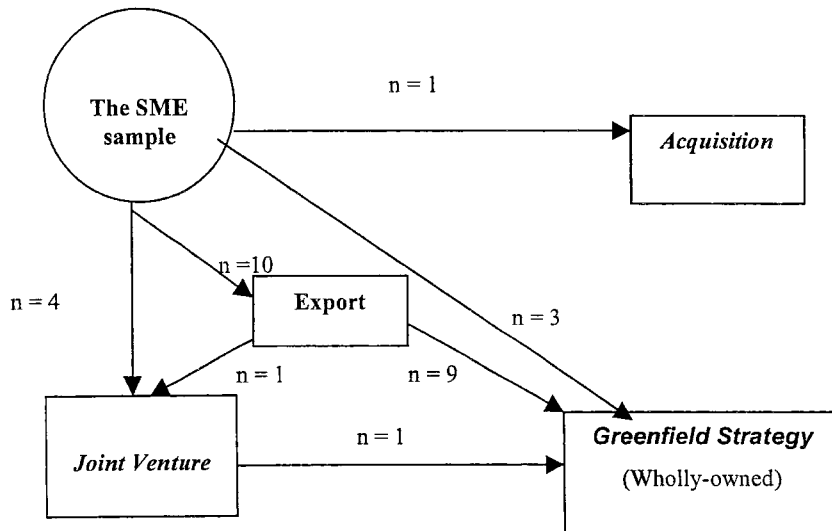 n = 1
The SME
sample
Acquisition
n =10
n = 4
Export
n = 3
n = 1
n = 9
n = 1
Greenfield Strategy
Joint Venture
(Wholly-owned)